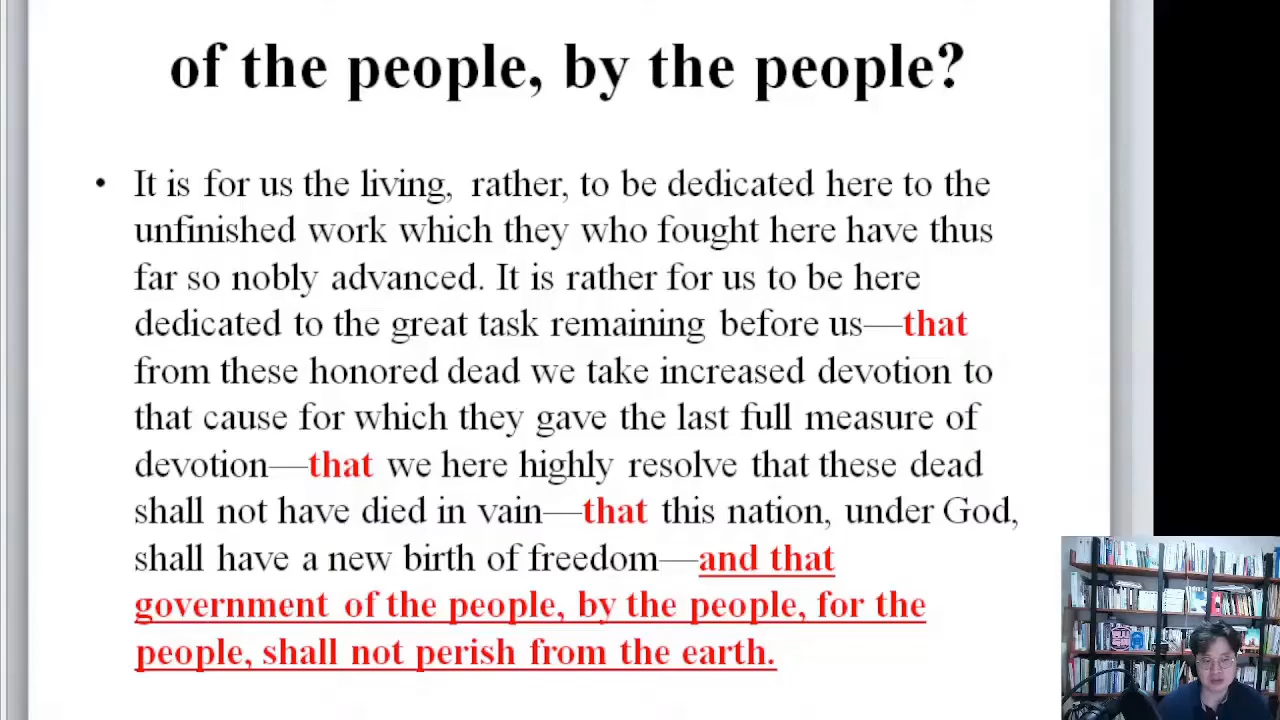 of the people, by the people?
• It is for us the living, rather, to be dedicated here to the
unfinished work which they who fought here have thus
far so nobly advanced. It is rather for us to be here
dedicated to the great task remaining before us—that
from these honored dead we take increased devotion to
that cause for which they gave the last full measure of
devotion—that we here highly resolve that these dead
shall not have died in vain—that this nation, under God,
shall have a new birth of freedom—and that
government of the people, by the people, for the
people, shall not perish from the earth.